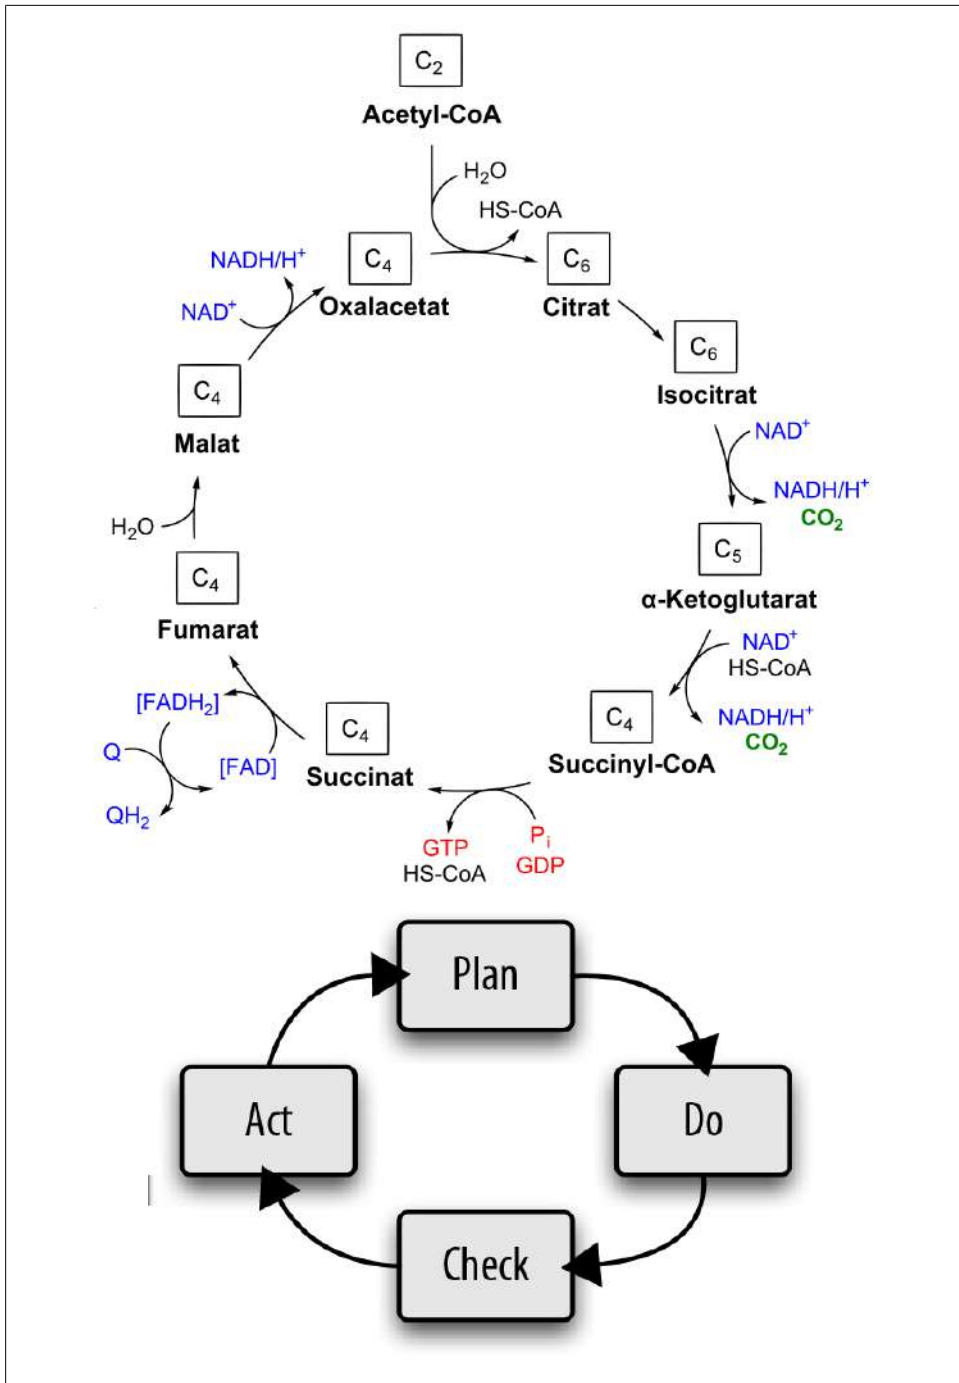 C2
Acetyl-CoA
H2O
HS-CoA
NADH/H+
C4
C6
NAD+
Oxalacetat
Citrat
C6
C4
Isocitrat
Malat
NAD+
NADH/H+
CO2
H2O
C5
C4
α-Ketoglutarat
Fumarat
NAD+
HS-CoA
[FADH2]
C4
C4
NADH/H+
CO2
Q
[FAD]
Succinat
Succinyl-CoA
QH2
GTP
Pi
HS-CoA
GDP
Plan
Act
Do
Check